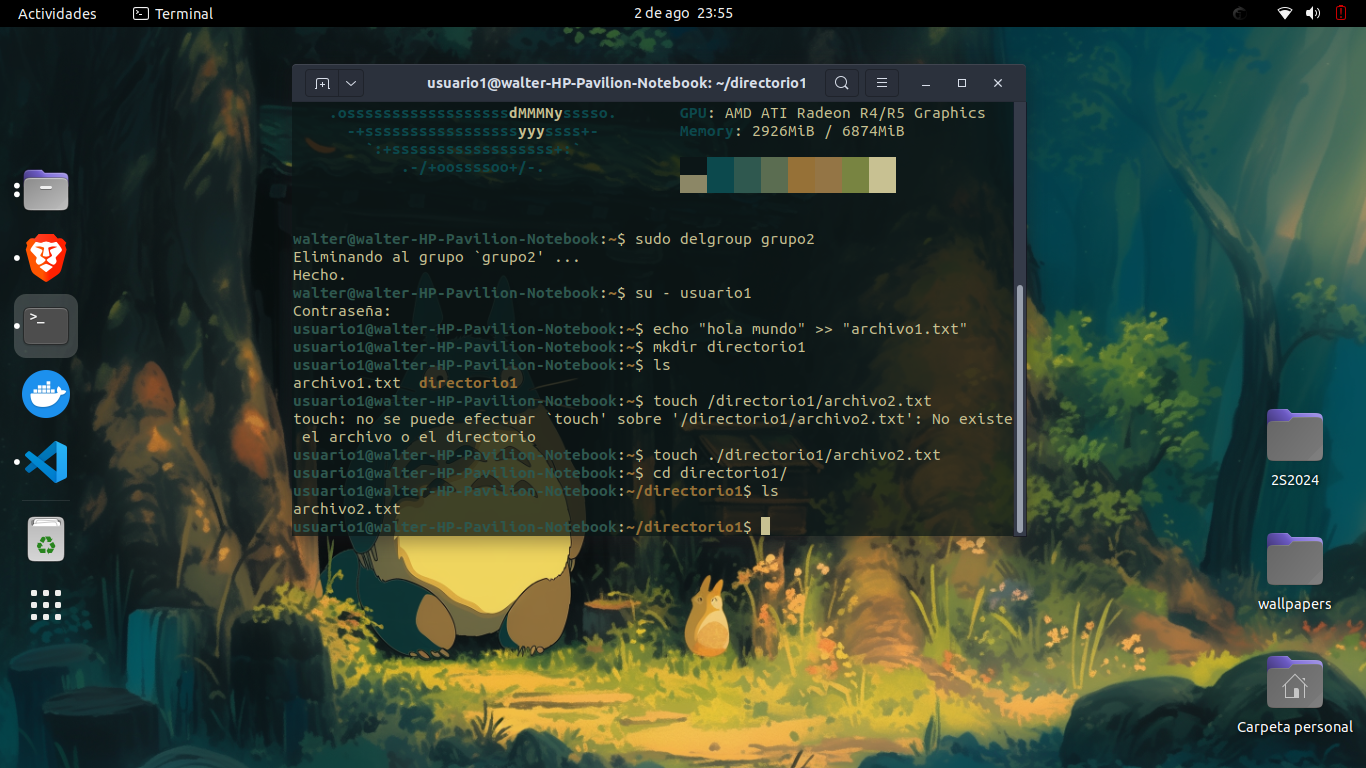 Actividades
Terminal
2 de ago  23:55
usuario1@walter-HP-Pavilion-Notebook: ~/directorio1
.ossssssssssssssssssdMMMNysssso.
-+sssssssssssssssssyyyssss+-
`:+ssssssssssssssssss+:`
.-/+oossssoo+/-.
GPU: AMD ATI Radeon R4/R5 Graphics
Memory: 2926MiB / 6874MiB
walter@walter-HP-Pavilion-Notebook:~$ sudo delgroup grupo2
Eliminando al grupo `grupo2' ...
Hecho.
walter@walter-HP-Pavilion-Notebook:~$ su - usuario1
Contraseña:
usuario1@walter-HP-Pavilion-Notebook:~$ echo "hola mundo" >> "archivo1.txt"
usuario1@walter-HP-Pavilion-Notebook:~$ mkdir directorio1
usuario1@walter-HP-Pavilion-Notebook:~$ ls
archivo1.txt  directorio1
usuario1@walter-HP-Pavilion-Notebook:~$ touch /directorio1/archivo2.txt
touch: no se puede efectuar `touch' sobre '/directorio1/archivo2.txt': No existe
 el archivo o el directorio
usuario1@walter-HP-Pavilion-Notebook:~$ touch ./directorio1/archivo2.txt
usuario1@walter-HP-Pavilion-Notebook:~$ cd directorio1/
usuario1@walter-HP-Pavilion-Notebook:~/directorio1$ ls
archivo2.txt
usuario1@walter-HP-Pavilion-Notebook:~/directorio1$
2S2024
wallpapers
Carpeta personal